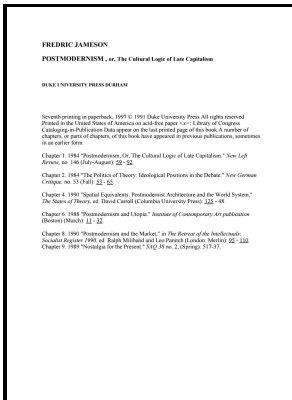 FREDRIC JAMESON
POSTMODERNISM , or, The Cultural Logic of Late Capitalism
DUKE UNIVERSITY PRESS DURHAM
Seventh printing in paperback, 1997 © 1991 Duke University Press All rights reserved
Printed in the United States of America on acid-free paper <∞>; Library of Congress
Cataloging-in-Publication Data appear on the last printed page of this book A number of
chapters, or parts of chapters, of this book have appeared in previous publications, sometimes
in an earlier form.
Chapter 1. 1984 "Postmodernism, Or, The Cultural Logic of Late Capitalism." New Left
Review, no. 146 (July-August): 59 - 92.
Chapter 2. 1984 "The Politics of Theory: Ideological Positions in the Debate." New German
Critique, no. 53 (Fall): 53 - 65.
Chapter 4. 1990 "Spatial Equivalents: Postmodernist Architecture and the World System,"
The States of Theory, ed. David Carroll (Columbia University Press): 125 - 48.
Chapter 6. 1988 "Postmodernism and Utopia." Institute of Contemporary Art publication
(Boston) (March): 11 - 32.
Chapter 8. 1990 "Postmodernism and the Market," in The Retreat of the Intellectuals:
Socialist Register 1990, ed. Ralph Miliband and Leo Panitch (London: Merlin): 95 - 110.
Chapter 9. 1989 "Nostalgia for the Present." SAQ 38 no. 2, (Spring): 517-37.